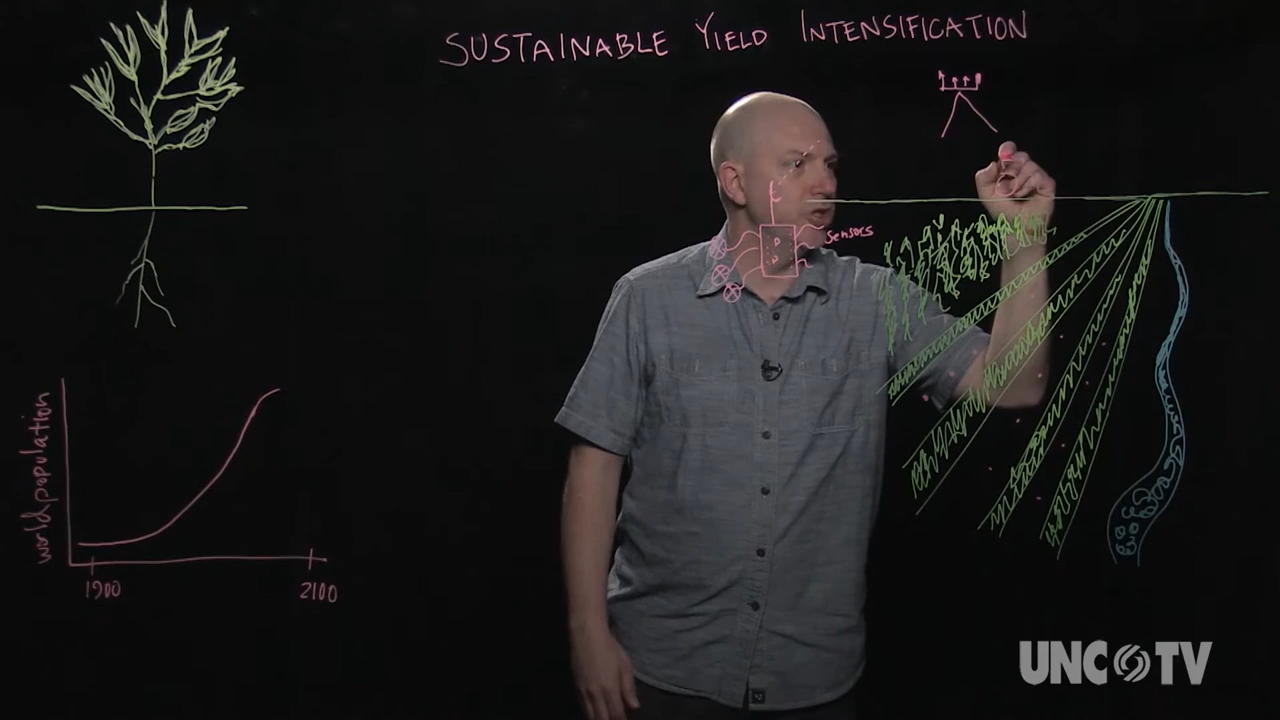 SUSTAINABLE YIELD INTENSIFICATION
sensors
world population
1900
2100
UNC TV